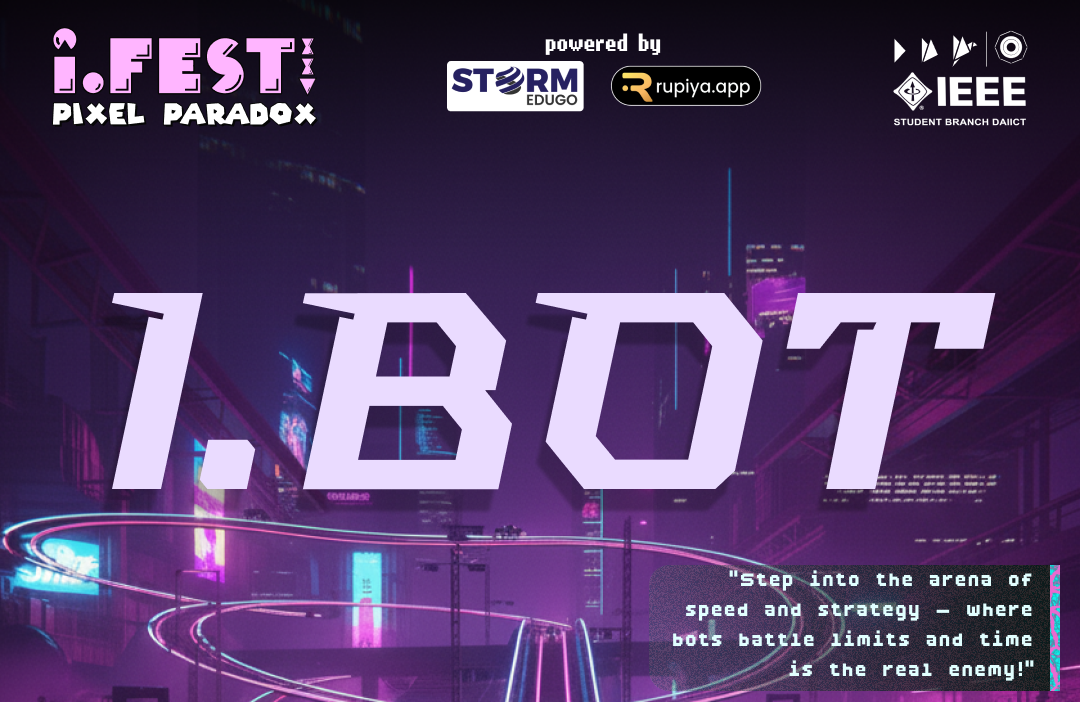 i.FEST
PIXEL PARADOX
powered by
STORM
EDUGO
rupiya.app
IEEE
STUDENT BRANCH DAIICT
I.BOT
"Step into the arena of
speed and strategy – where
bots battle limits and time
is the real enemy!"